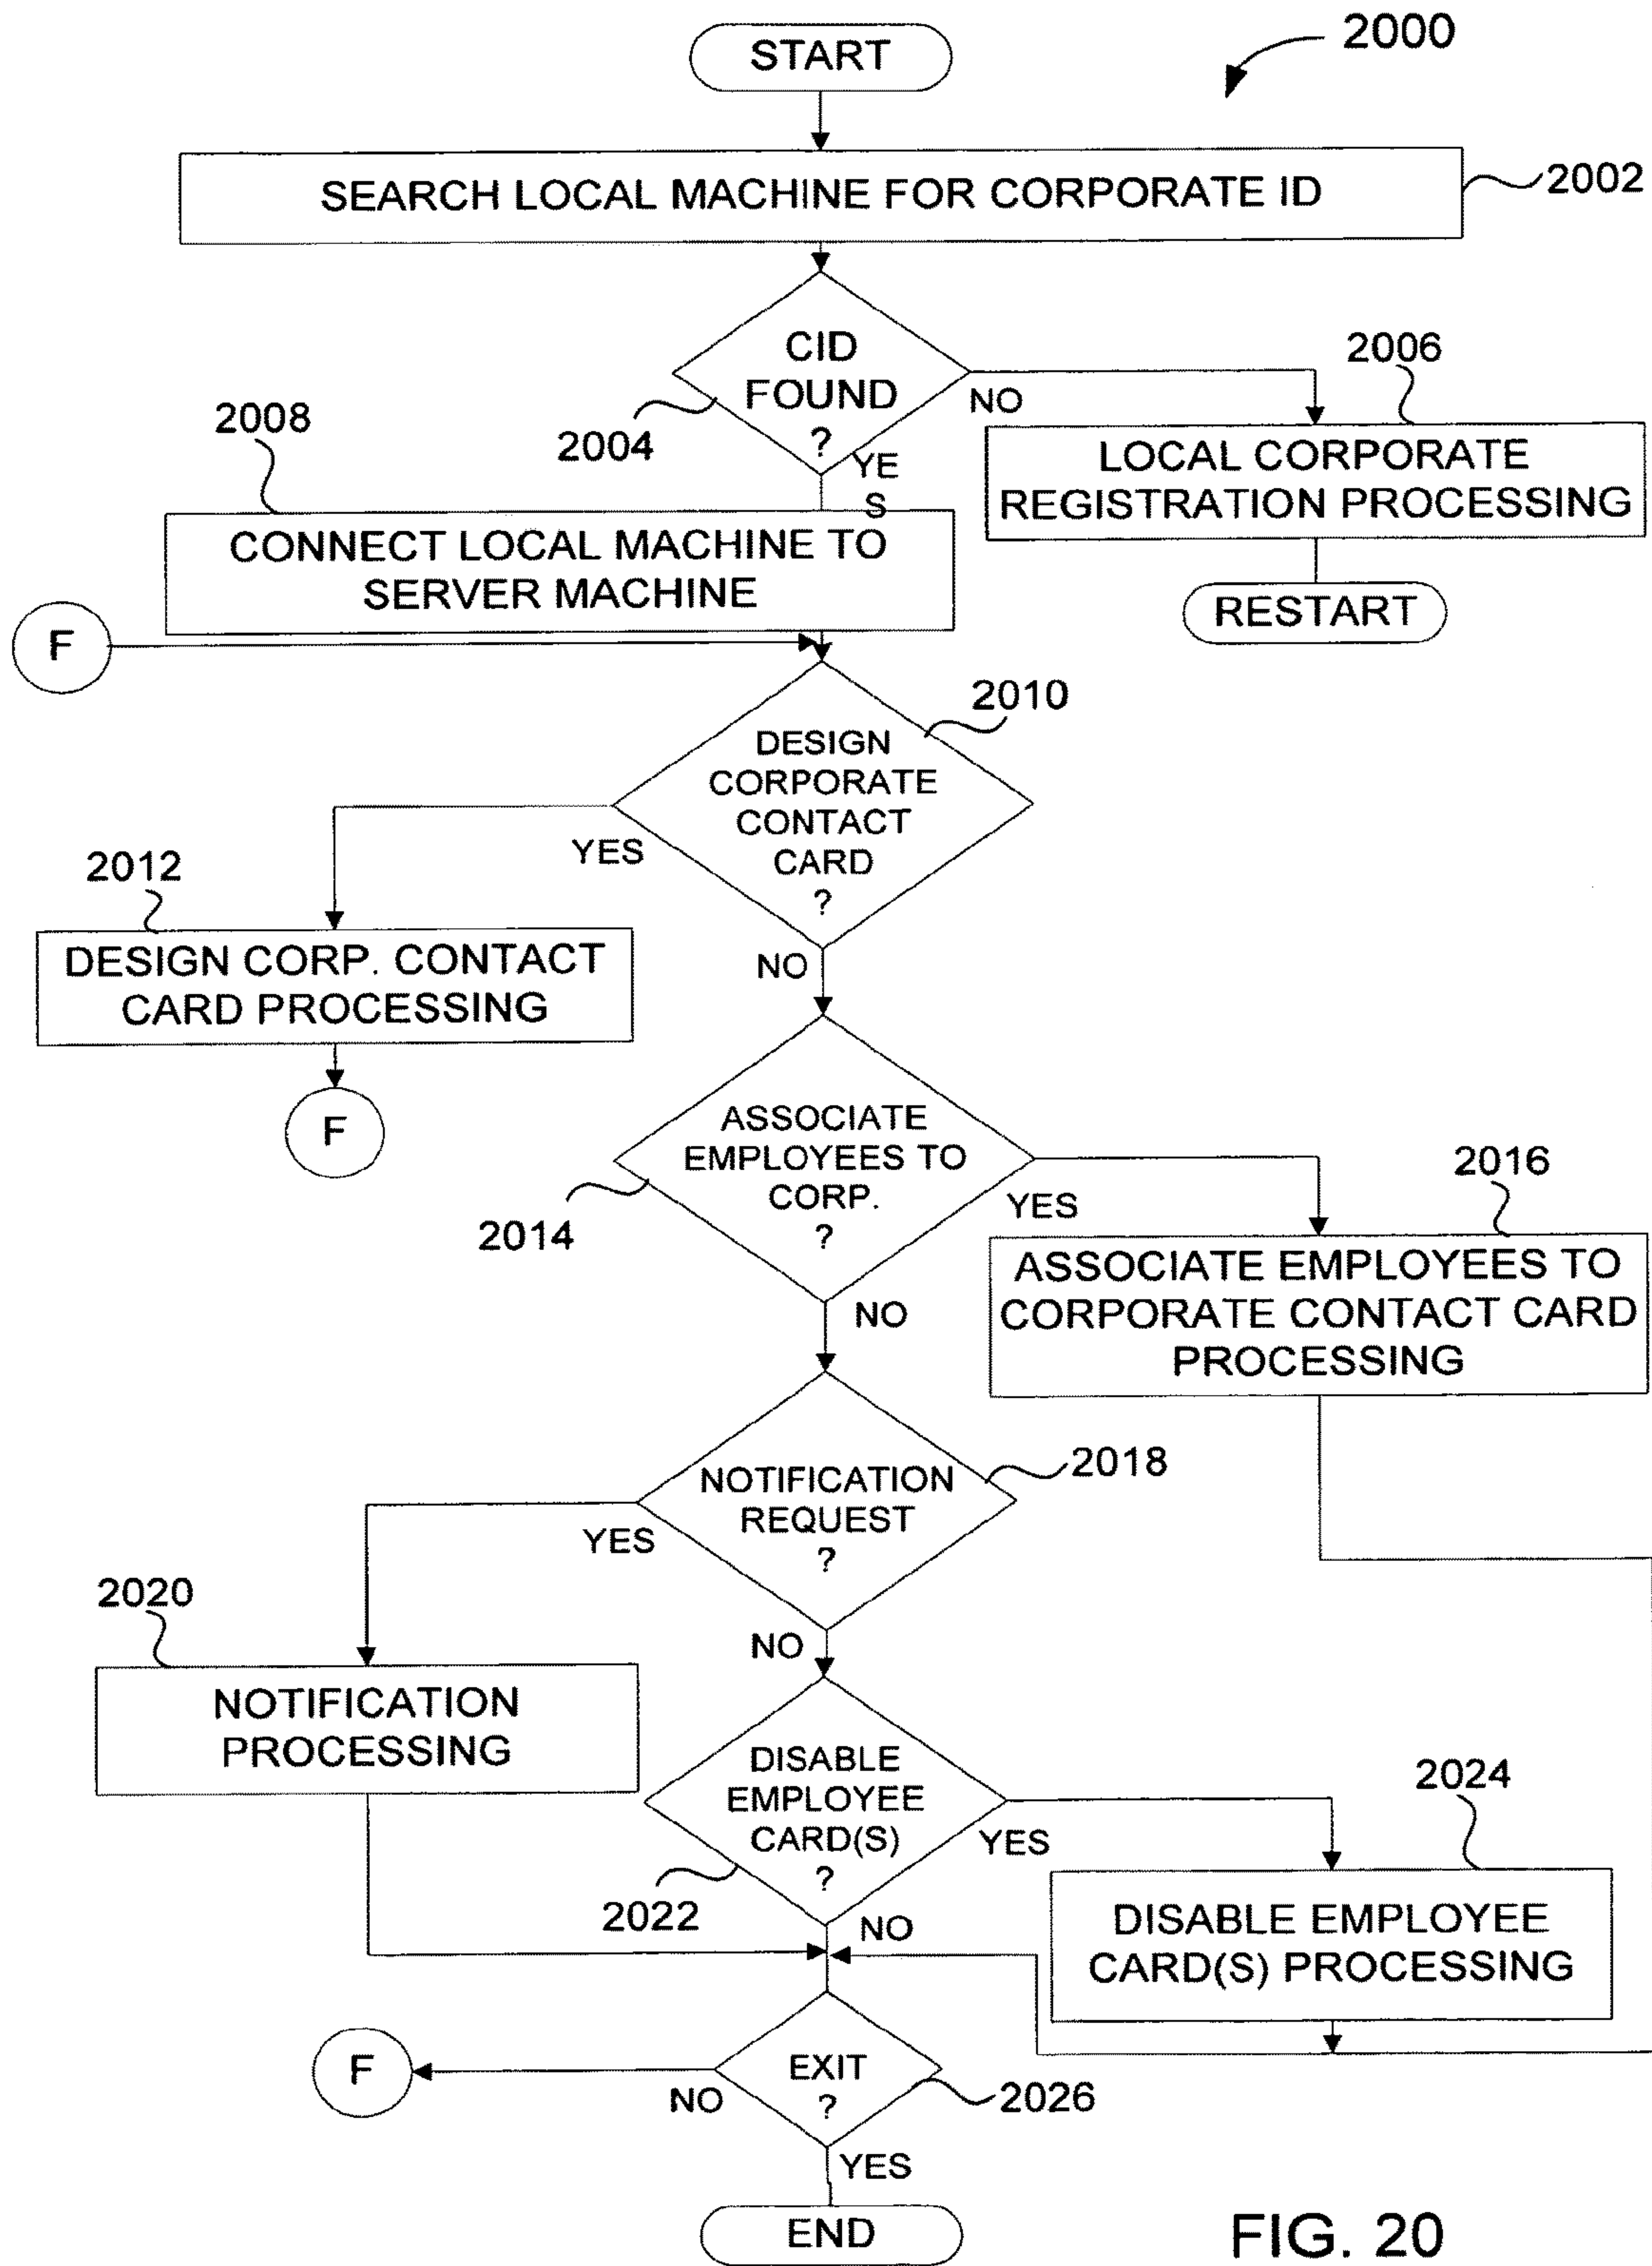 START
2000
SEARCH LOCAL MACHINE FOR CORPORATE ID
2002
CID
FOUND
?
2004
NO
YE
S
2006
LOCAL CORPORATE
REGISTRATION PROCESSING
RESTART
2008
CONNECT LOCAL MACHINE TO
SERVER MACHINE
F
2010
DESIGN
CORPORATE
CONTACT
CARD
?
YES
NO
2012
DESIGN CORP. CONTACT
CARD PROCESSING
F
ASSOCIATE
EMPLOYEES TO
CORP.
?
2014
YES
NO
2016
ASSOCIATE EMPLOYEES TO
CORPORATE CONTACT CARD
PROCESSING
NOTIFICATION
REQUEST
?
2018
YES
NO
2020
NOTIFICATION
PROCESSING
DISABLE
EMPLOYEE
CARD(S)
?
2022
YES
NO
2024
DISABLE EMPLOYEE
CARD(S) PROCESSING
EXIT
?
2026
NO
F
YES
END
FIG. 20